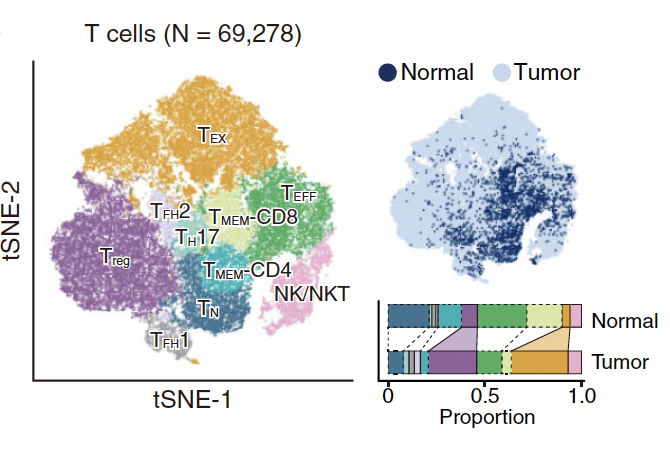 T cells (N = 69,278)
Normal Tumor
TEX
TEFF
TFH2
TMEM-CD8
TH17
Treg
TMEM-CD4
NK/NKT
TN
TFH1
tSNE-2
tSNE-1
Normal
Tumor
0 0.5 1.0
Proportion